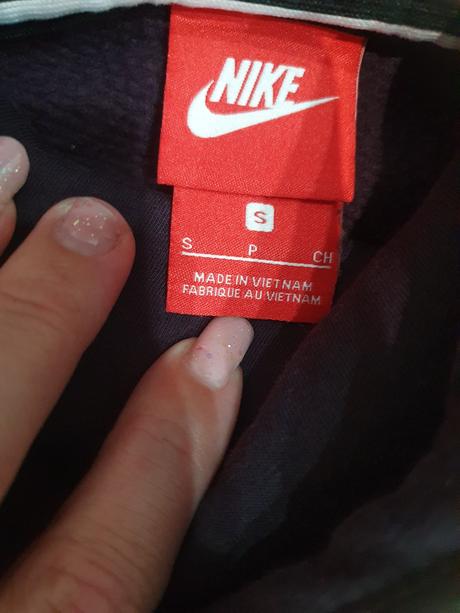 NIKE
S
S P CH
MADE IN VIETNAM
FABRIQUE AU VIETNAM